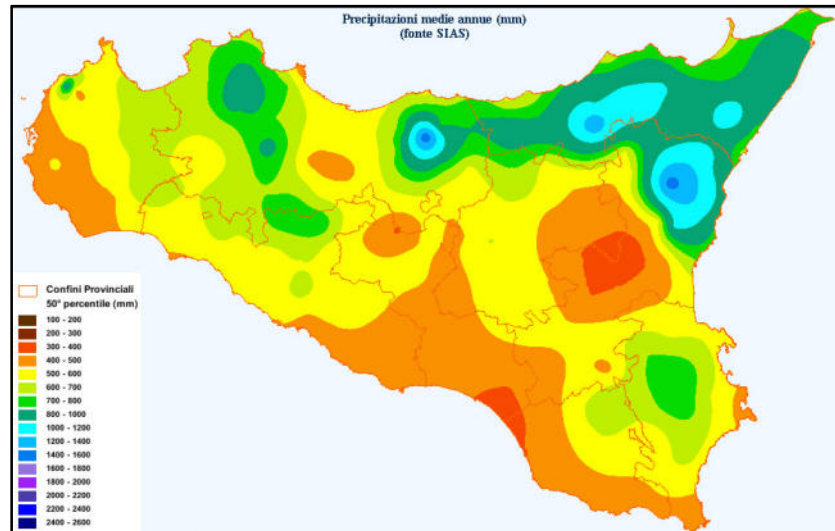 Precipitazioni medie annue (mm)
(fonte SIAS)
Confini Provinciali
50° percentile (mm)
100 - 200
200 - 300
300 - 400
400 - 500
500 - 600
600 - 700
700 - 800
800 - 1000
1000 - 1200
1200 - 1400
1400 - 1600
1600 - 1800
1800 - 2000
2000 - 2200
2200 - 2400
2400 - 2600